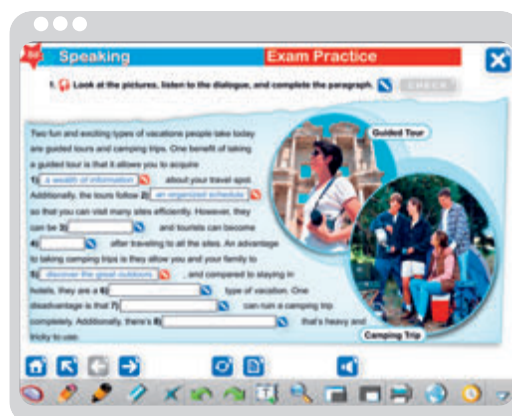 Speaking
Exam Practice
1. Look at the pictures, listen to the dialogue, and complete the paragraph.
CHECK
Two fun and exciting types of vacations people take today
are guided tours and camping trips. One benefit of taking
a guided tour is that it allows you to acquire
1) a wealth of information about your travel spot.
Additionally, the tours follow 2) an organized schedule
so that you can visit many sites efficiently. However, they
can be 3) and tourists can become
4) after traveling to all the sites. An advantage
to taking camping trips is they allow you and your family to
5) discover the great outdoors , and compared to staying in
hotels, they are a 6) type of vacation. One
disadvantage is that 7) can ruin a camping trip
completely. Additionally, there's 8) that's heavy and
tricky to use.
Guided Tour
Camping Trip